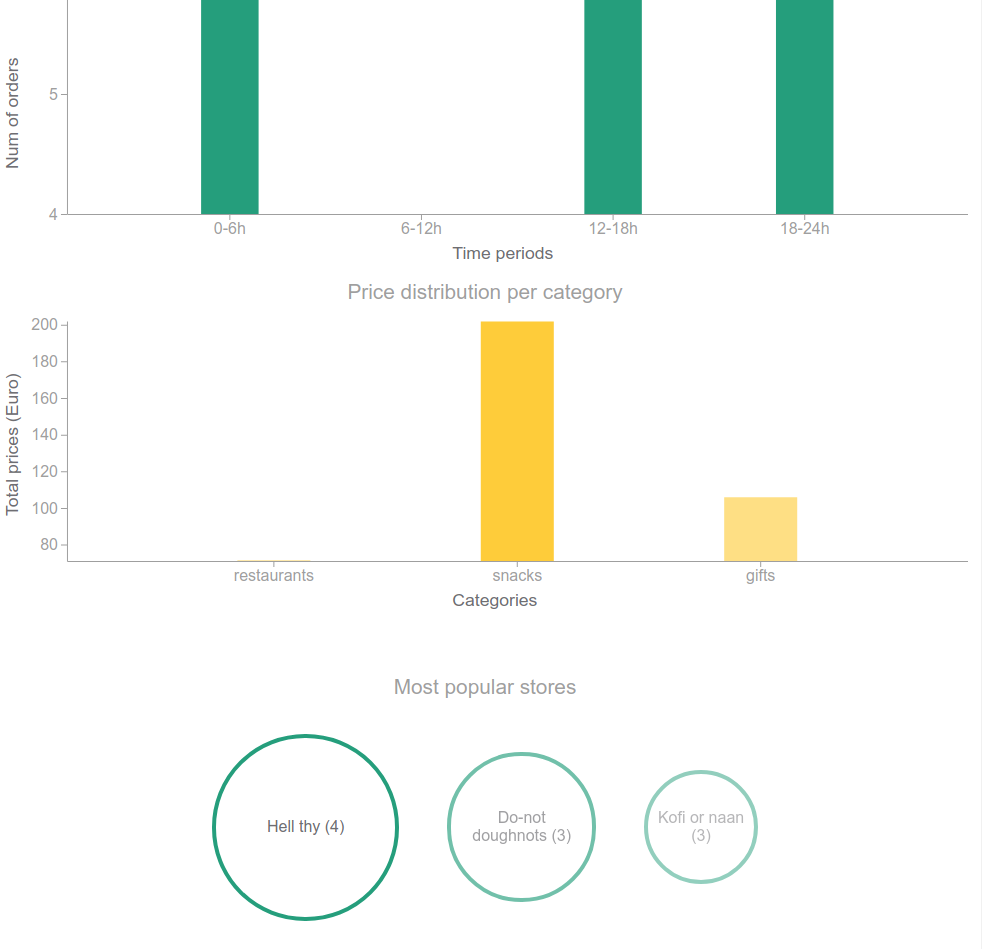 Num of orders
5
4
0-6h 6-12h 12-18h 18-24h
Time periods
Price distribution per category
Total prices (Euro)
200
180
160
140
120
100
80
restaurants snacks gifts
Categories
Most popular stores
Hell thy (4)
Do-not
doughnots (3)
Kofi or naan
(3)